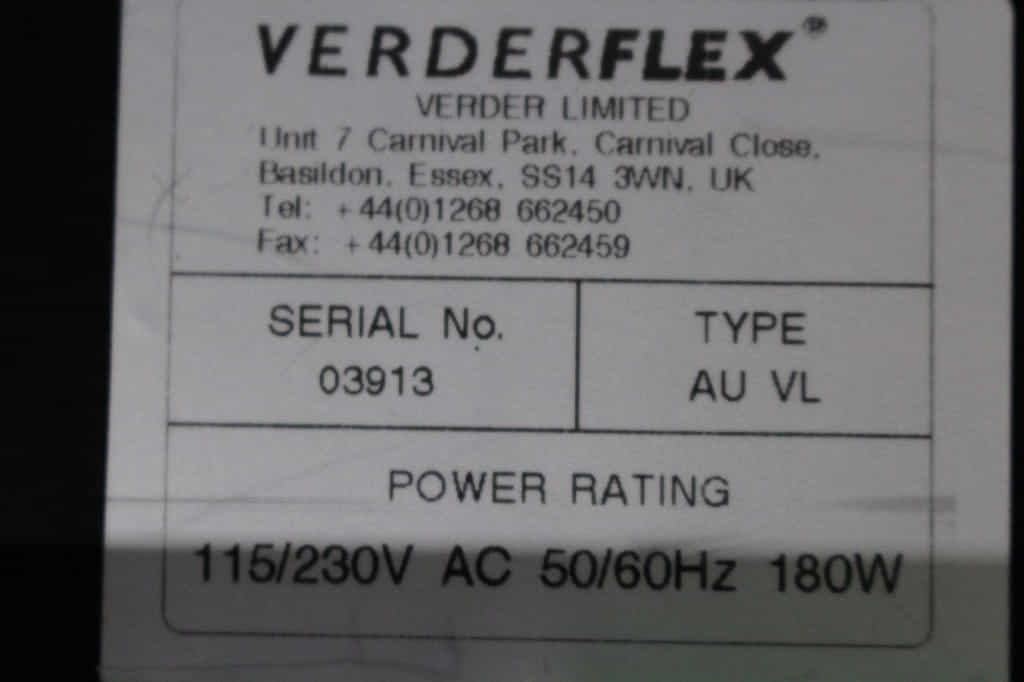 VERDERFLEX®
VERDER LIMITED
Unit 7 Carnival Park, Carnival Close,
Basildon, Essex, SS14 3WN, UK
Tel: +44(0)1268 662450
Fax: +44(0)1268 662459
SERIAL No.
03913
TYPE
AU VL
POWER RATING
115/230V AC 50/60Hz 180W